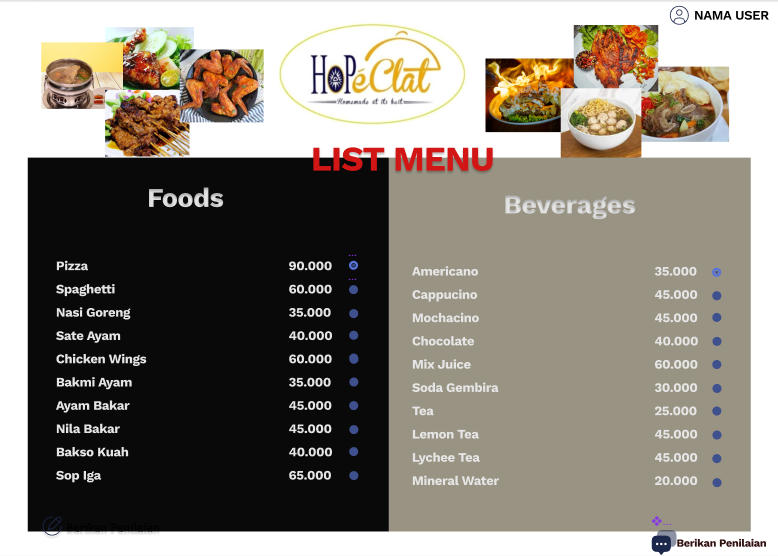 NAMA USER
HoPéClat
Homemade at its best
LIST MENU
Foods
Pizza 90.000
Spaghetti 60.000
Nasi Goreng 35.000
Sate Ayam 40.000
Chicken Wings 60.000
Bakmi Ayam 35.000
Ayam Bakar 45.000
Nila Bakar 45.000
Bakso Kuah 40.000
Sop Iga 65.000
Berikan Penilaian
Beverages
Americano 35.000
Cappucino 45.000
Mochacino 45.000
Chocolate 40.000
Mix Juice 60.000
Soda Gembira 30.000
Tea 25.000
Lemon Tea 45.000
Lychee Tea 45.000
Mineral Water 20.000
Berikan Penilaian